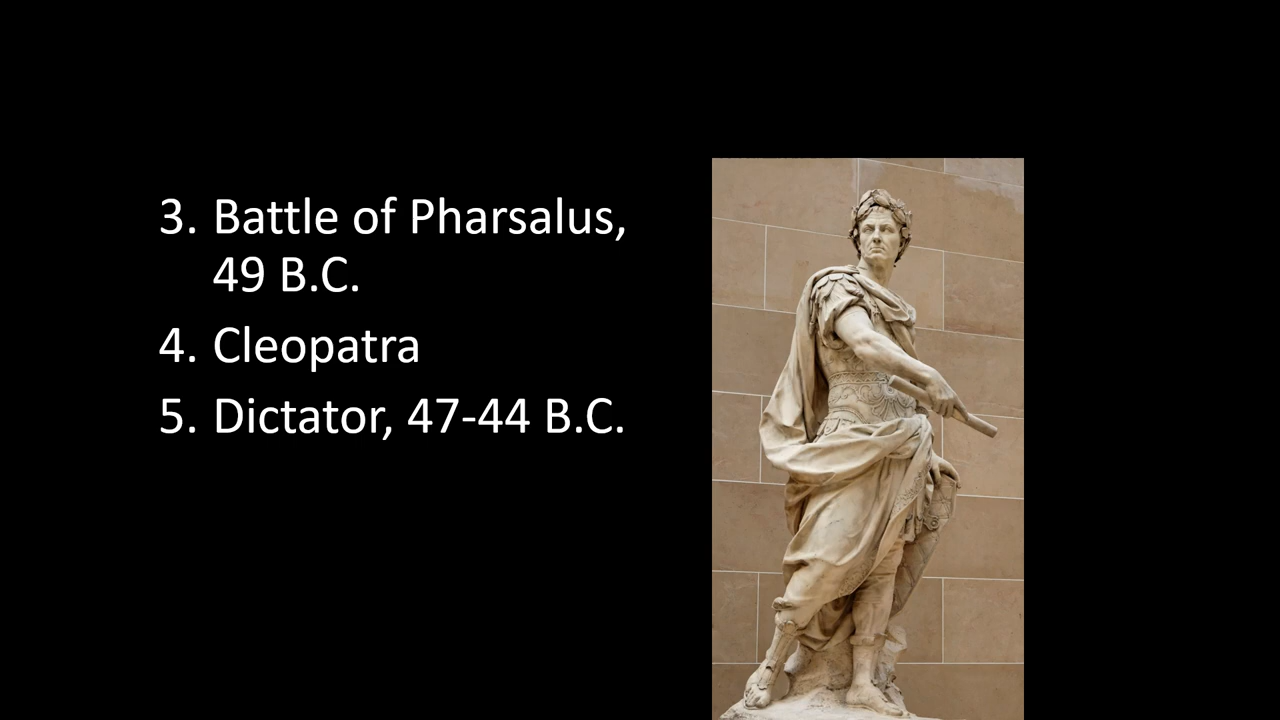 3. Battle of Pharsalus,
49 B.C.
4. Cleopatra
5. Dictator, 47-44 B.C.